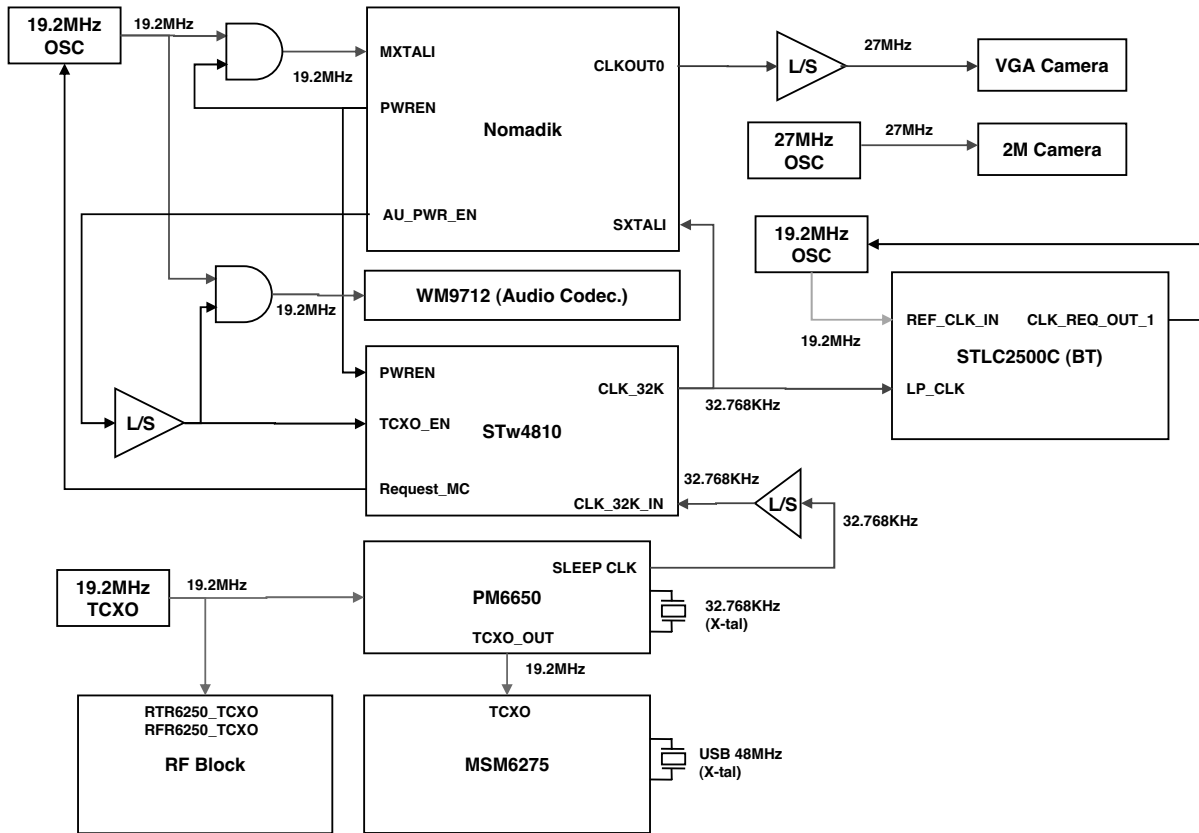 19.2MHz
OSC
19.2MHz
19.2MHz
MXTALI
PWREN
Nomadik
CLKOUT0
AU_PWR_EN
SXTALI
L/S
27MHz
VGA Camera
27MHz
OSC
27MHz
2M Camera
19.2MHz
OSC
19.2MHz
REF_CLK_IN
CLK_REQ_OUT_1
STLC2500C (BT)
LP_CLK
19.2MHz
WM9712 (Audio Codec.)
L/S
PWREN
CLK_32K
TCXO_EN
STw4810
Request_MC
CLK_32K_IN
32.768KHz
32.768KHz
L/S
32.768KHz
19.2MHz
TCXO
19.2MHz
SLEEP CLK
PM6650
TCXO_OUT
32.768KHz
(X-tal)
19.2MHz
RTR6250_TCXO
RFR6250_TCXO
RF Block
TCXO
MSM6275
USB 48MHz
(X-tal)